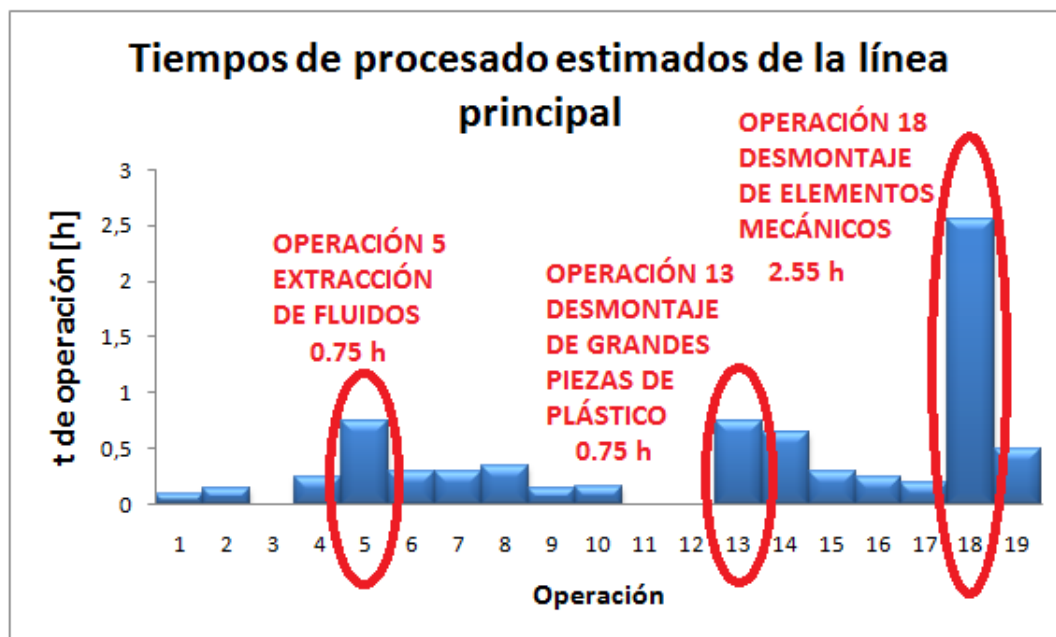 Tiempos de procesado estimados de la línea
principal
OPERACIÓN 18
DESMONTAJE
DE ELEMENTOS
MECÁNICOS
2.55 h
OPERACIÓN 5
EXTRACCIÓN
DE FLUIDOS
0.75 h
OPERACIÓN 13
DESMONTAJE
DE GRANDES
PIEZAS DE
PLÁSTICO
0.75 h
t de operación [h]
3
2,5
2
1,5
1
0,5
0
1 2 3 4 5 6 7 8 9 10 11 12 13 14 15 16 17 18 19
Operación